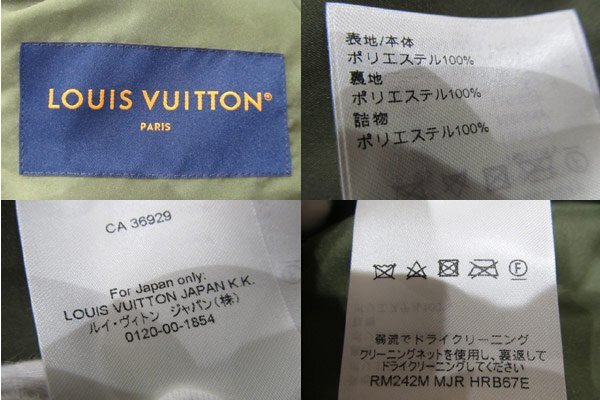 LOUIS VUITTON®
PARIS
表地/本体
ポリエステル100%
裏地
ポリエステル100%
詰物
ポリエステル100%
CA 36929
For Japan only:
LOUIS VUITTON JAPAN K.K.
ルイ・ヴィトン ジャパン(株)
0120-00-1854
弱流でドライクリーニング
クリーニングネットを使用し、裏返して
ドライクリーニングしてください
RM242M MJR HRB67E